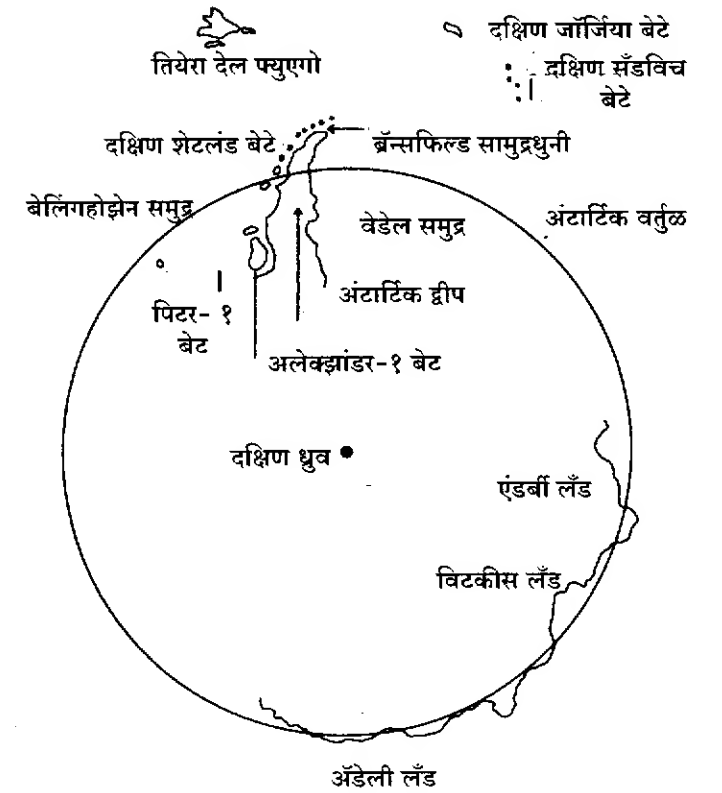 दक्षिण जॉर्जिया बेटे
तियेरा देल फ्युएगो
दक्षिण सँडविच
बेटे
दक्षिण शेटलंड बेटे
ब्रॅन्सफिल्ड सामुद्रधुनी
बेलिंगहोझेन समुद्र
वेडेल समुद्र
अंटार्टिक वर्तुळ
अंटार्टिक द्वीप
पिटर-१
बेट
अलेक्झांडर-१ बेट
दक्षिण ध्रुव
एंडर्बी लँड
विटकीस लँड
ॲडेली लँड